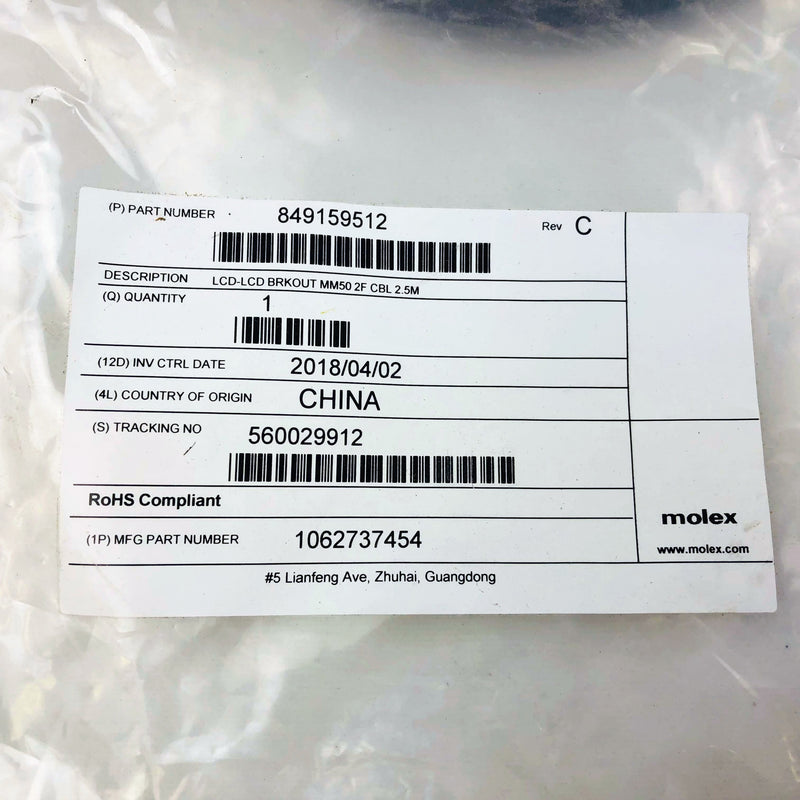 (P) PART NUMBER 849159512 Rev C
DESCRIPTION LCD-LCD BRKOUT MM50 2F CBL 2.5M
(Q) QUANTITY 1
(12D) INV CTRL DATE 2018/04/02
(4L) COUNTRY OF ORIGIN CHINA
(S) TRACKING NO 560029912
RoHS Compliant
molex
(1P) MFG PART NUMBER 1062737454
www.molex.com
#5 Lianfeng Ave, Zhuhai, Guangdong